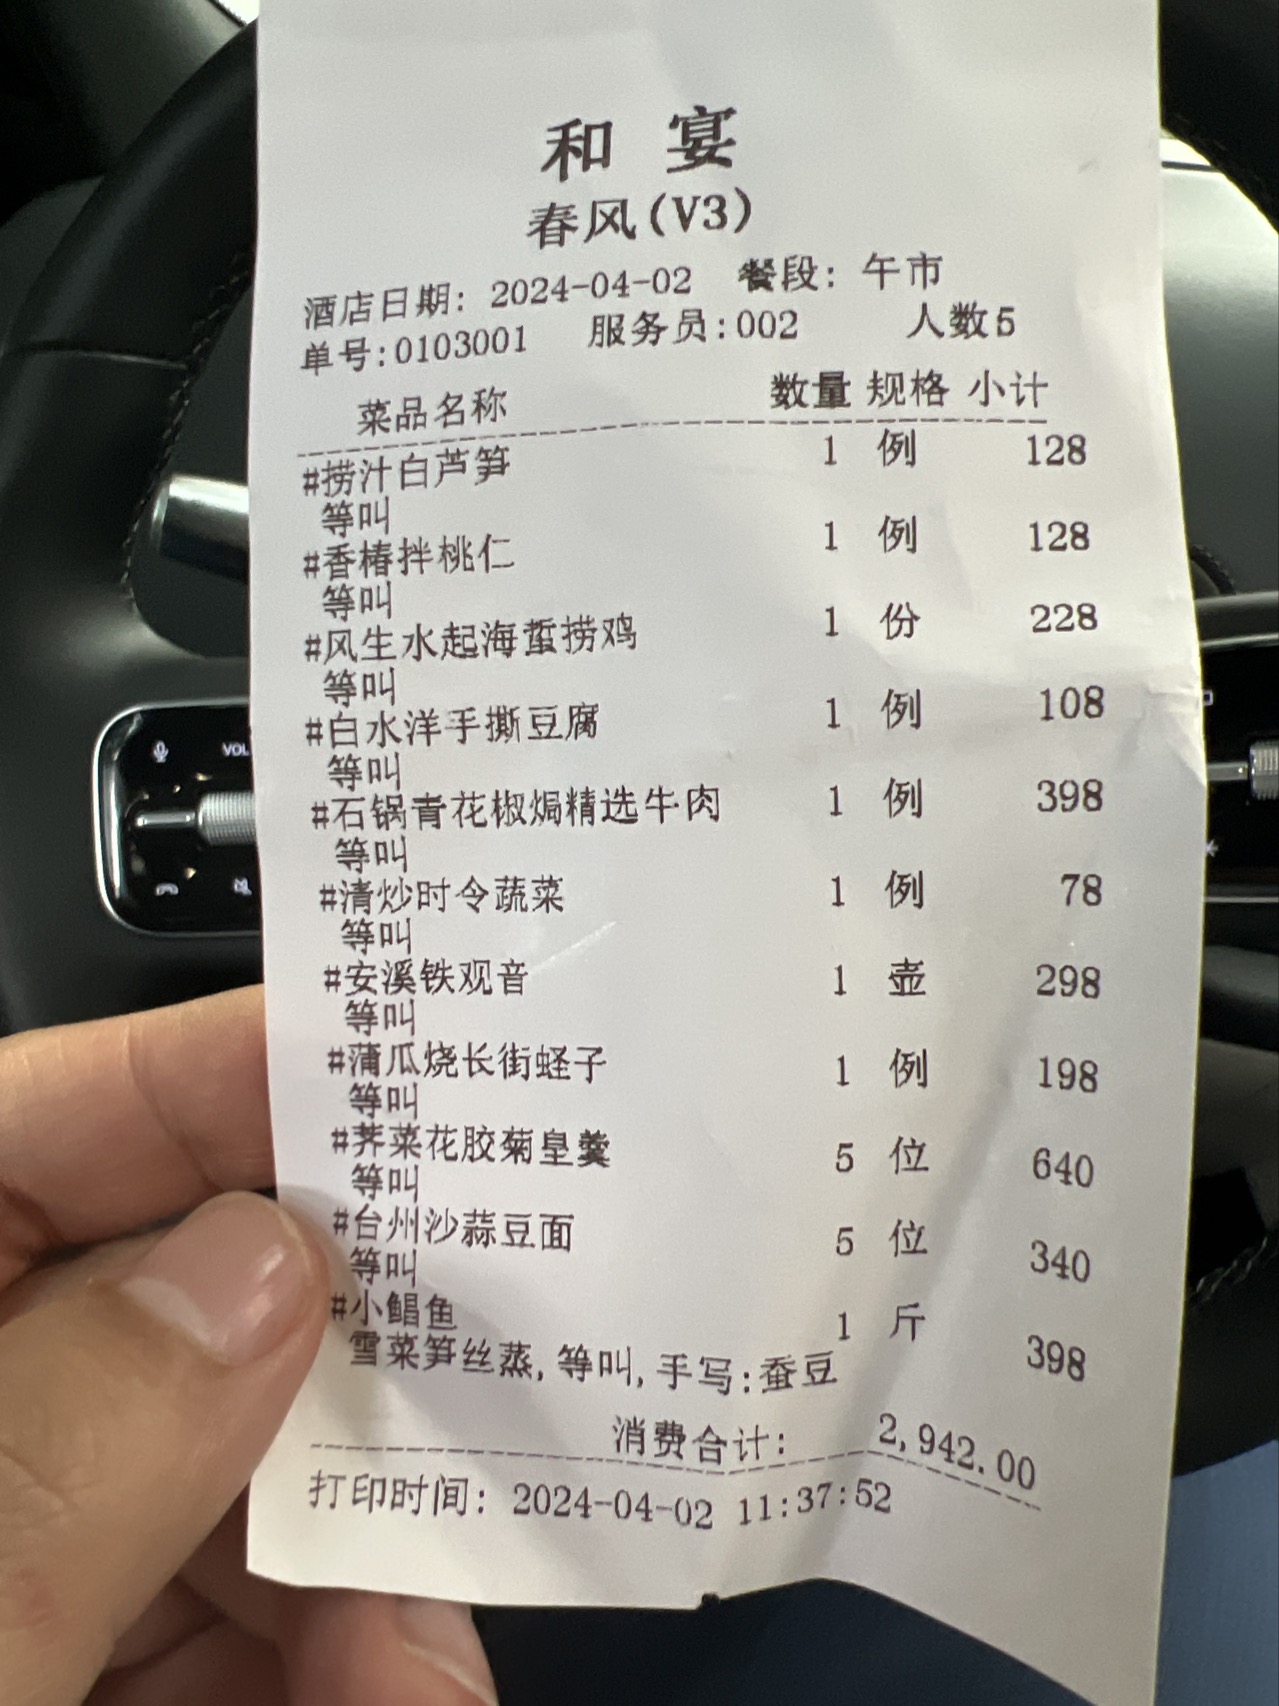 和 宴
春风(V3)
酒店日期: 2024-04-02 餐段: 午市
单号:0103001 服务员:002 人数5
菜品名称 数量 规格 小计
#捞汁白芦笋 1 例 128
等叫
#香椿拌桃仁 1 例 128
等叫
#风生水起海蜇捞鸡 1 份 228
等叫
#白水洋手撕豆腐 1 例 108
等叫
#石锅青花椒焗精选牛肉 1 例 398
等叫
#清炒时令蔬菜 1 例 78
等叫
#安溪铁观音 1 壶 298
等叫
#蒲瓜烧长街蛏子 1 例 198
等叫
#荠菜花胶菊皇羹 5 位 640
等叫
#台州沙蒜豆面 5 位 340
等叫
#小鲳鱼 1 斤 398
雪菜笋丝蒸,等叫,手写:蚕豆
消费合计: 2,942.00
打印时间: 2024-04-02 11:37:52
VOL